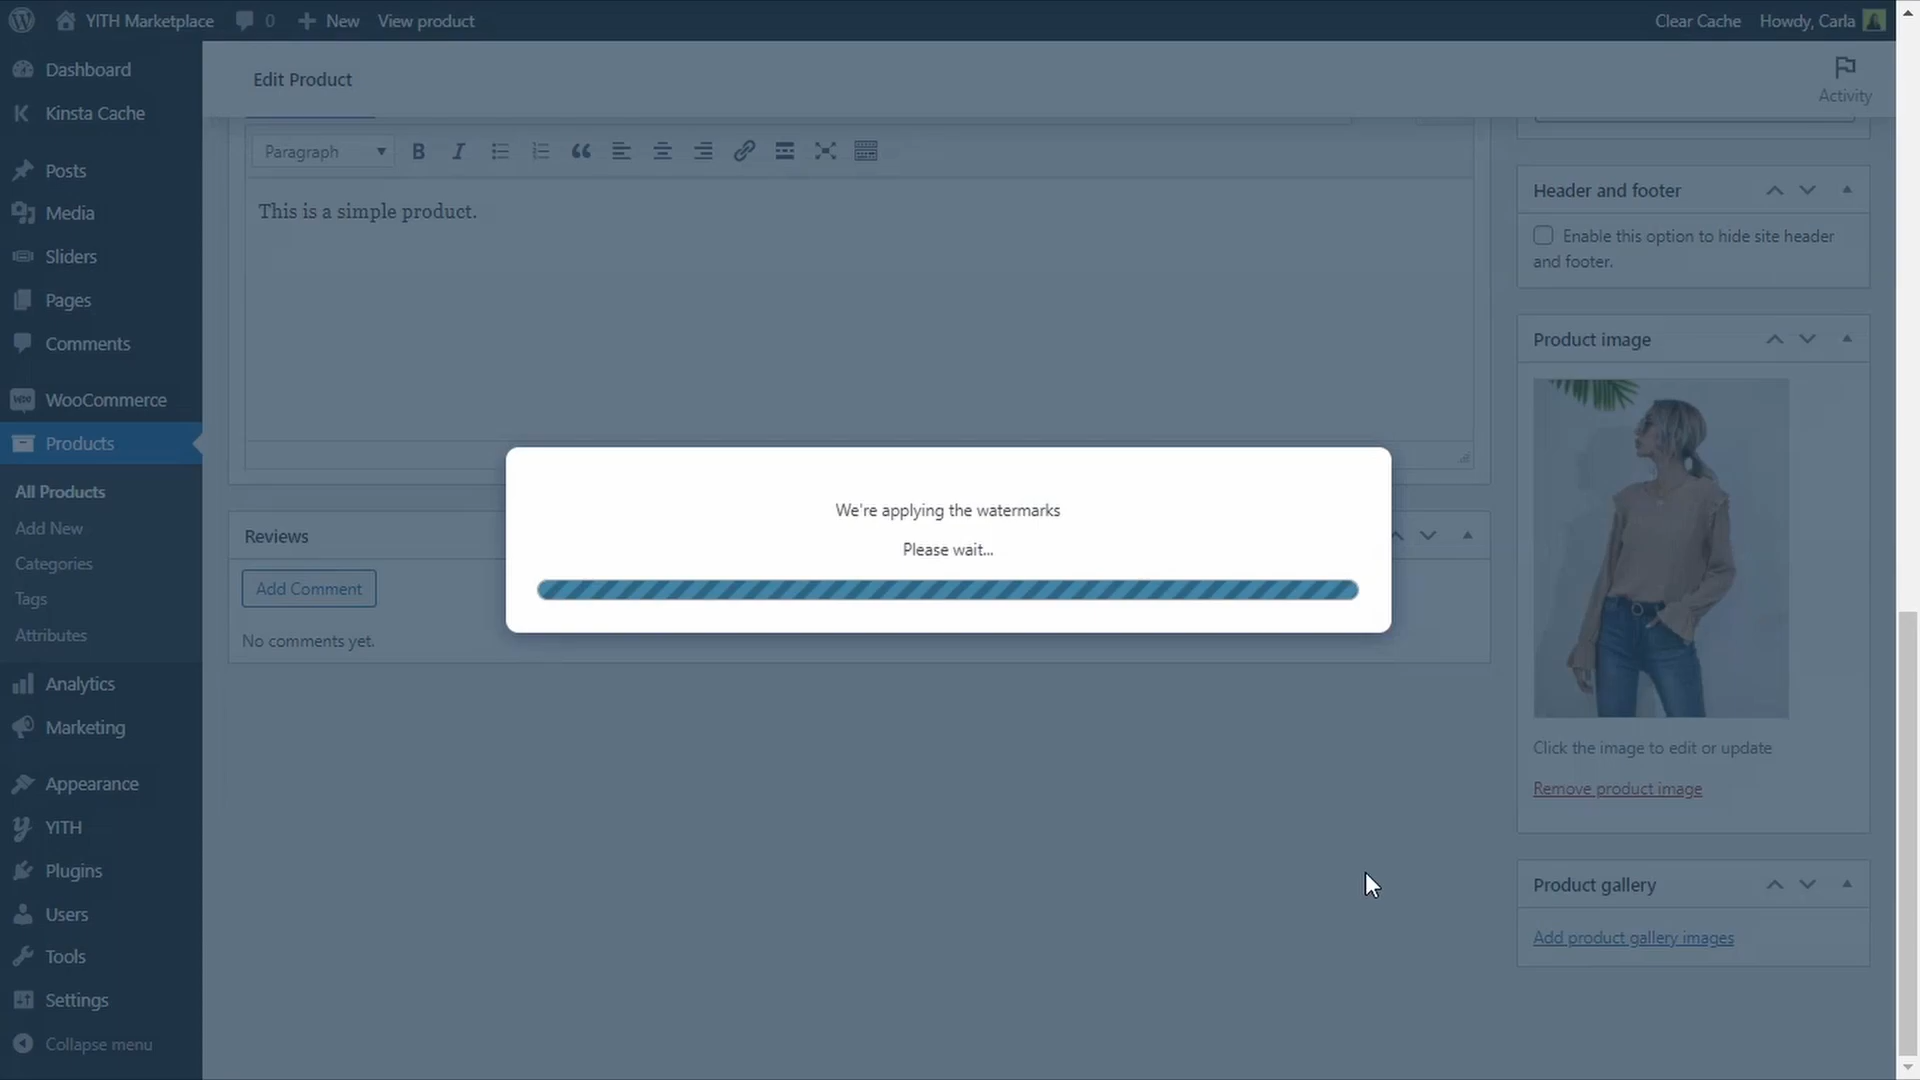 YITH Marketplace
0
New
View product
Clear Cache
Howdy, Carla
Dashboard
Kinsta Cache
Posts
Media
Sliders
Pages
Comments
WooCommerce
Products
All Products
Add New
Categories
Tags
Attributes
Analytics
Marketing
Appearance
YITH
Plugins
Users
Tools
Settings
Collapse menu
Edit Product
Activity
Paragraph
This is a simple product.
Reviews
Add Comment
No comments yet.
We're applying the watermarks
Please wait...
Header and footer
Enable this option to hide site header
and footer.
Product image
Click the image to edit or update
Remove product image
Product gallery
Add product gallery images